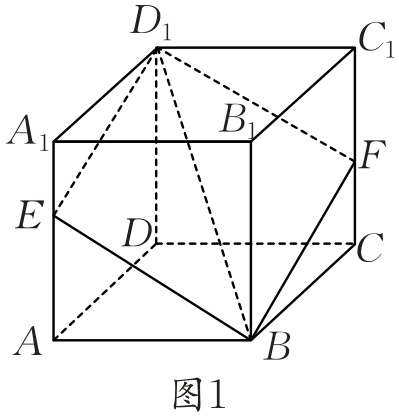 D₁ C₁
A₁ B₁
F
E D C
A B
图1